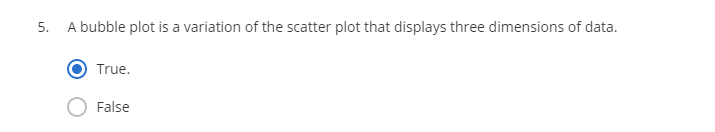 5. A bubble plot is a variation of the scatter plot that displays three dimensions of data.
True.
False